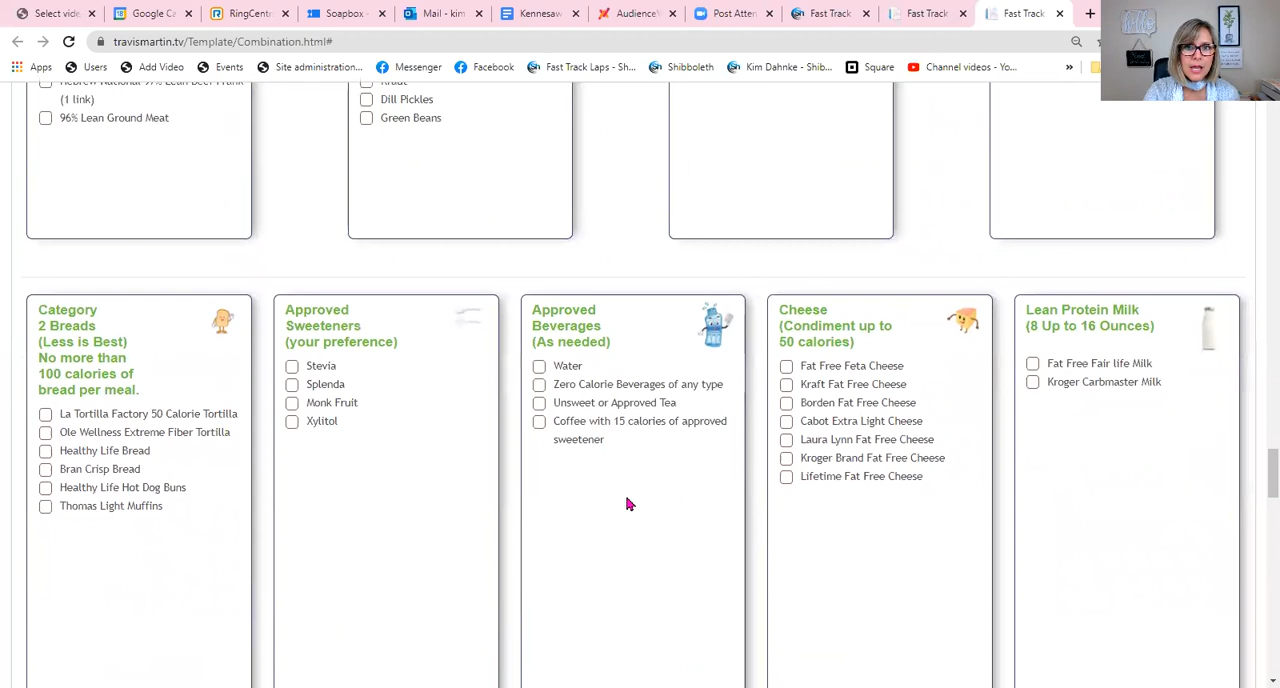 Select vide
Google Ca
RingCentr
Soapbox -
Mail - kim
Kennesaw
AudienceV
Post Atten
Fast Track
Fast Track
Fast Track
travismartin.tv/Template/Combination.html#
Apps
Users
Add Video
Events
Site administration...
Messenger
Faceb
Fast Track Laps - Sh...
Shibboleth
Kim Dahnke - Shib...
Square
Channel videos - Yo...
»
(1 link)
96% Lean Ground Meat
Kraut
Dill Pickles
Green Beans
Category
2 Breads
(Less is Best)
No more than
100 calories of
bread per meal.
La Tortilla Factory 50 Calorie Tortilla
Ole Wellness Extreme Fiber Tortilla
Healthy Life Bread
Bran Crisp Bread
Healthy Life Hot Dog Buns
Thomas Light Muffins
Approved
Sweeteners
(your preference)
Stevia
Splenda
Monk Fruit
Xylitol
Approved
Beverages
(As needed)
Water
Zero Calorie Beverages of any type
Unsweet or Approved Tea
Coffee with 15 calories of approved
sweetener
Cheese
(Condiment up to
50 calories)
Fat Free Feta Cheese
Kraft Fat Free Cheese
Borden Fat Free Cheese
Cabot Extra Light Cheese
Laura Lynn Fat Free Cheese
Kroger Brand Fat Free Cheese
Lifetime Fat Free Cheese
Lean Protein Milk
(8 Up to 16 Ounces)
Fat Free Fair life Milk
Kroger Carbmaster Milk